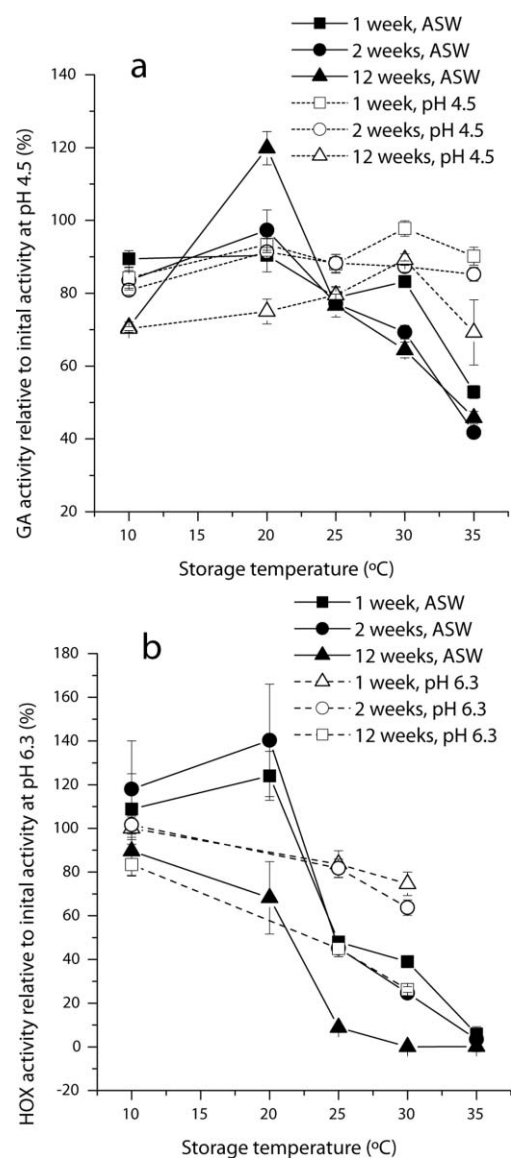 a
1 week, ASW
2 weeks, ASW
12 weeks, ASW
1 week, pH 4.5
2 weeks, pH 4.5
12 weeks, pH 4.5
GA activity relative to inital activity at pH 4.5 (%)
140
120
100
80
60
40
20
10
15
20
25
30
35
Storage temperature (ºC)
b
1 week, ASW
2 weeks, ASW
12 weeks, ASW
1 week, pH 6.3
2 weeks, pH 6.3
12 weeks, pH 6.3
HOX activity relative to inital activity at pH 6.3 (%)
180
160
140
120
100
80
60
40
20
0
-20
10
15
20
25
30
35
Storage temperature (ºC)